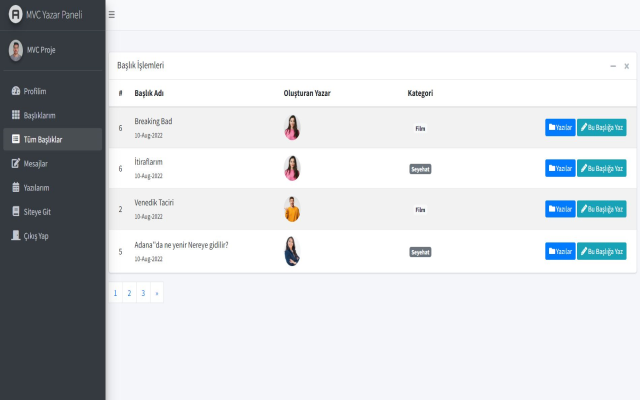 MVC Yazar Paneli
MVC Proje
Profilim
Başlıklarım
Tüm Başlıklar
Mesajlar
Yazılarım
Siteye Git
Çıkış Yap
Başlık İşlemleri
# Başlık Adı Oluşturan Yazar Kategori
6 Breaking Bad Film Yazılar Bu Başlığa Yaz
10-Aug-2022
6 İtiraflarım Seyehat Yazılar Bu Başlığa Yaz
10-Aug-2022
2 Venedik Taciri Film Yazılar Bu Başlığa Yaz
10-Aug-2022
5 Adana''da ne yenir Nereye gidilir? Seyehat Yazılar Bu Başlığa Yaz
10-Aug-2022
1 2 3 »